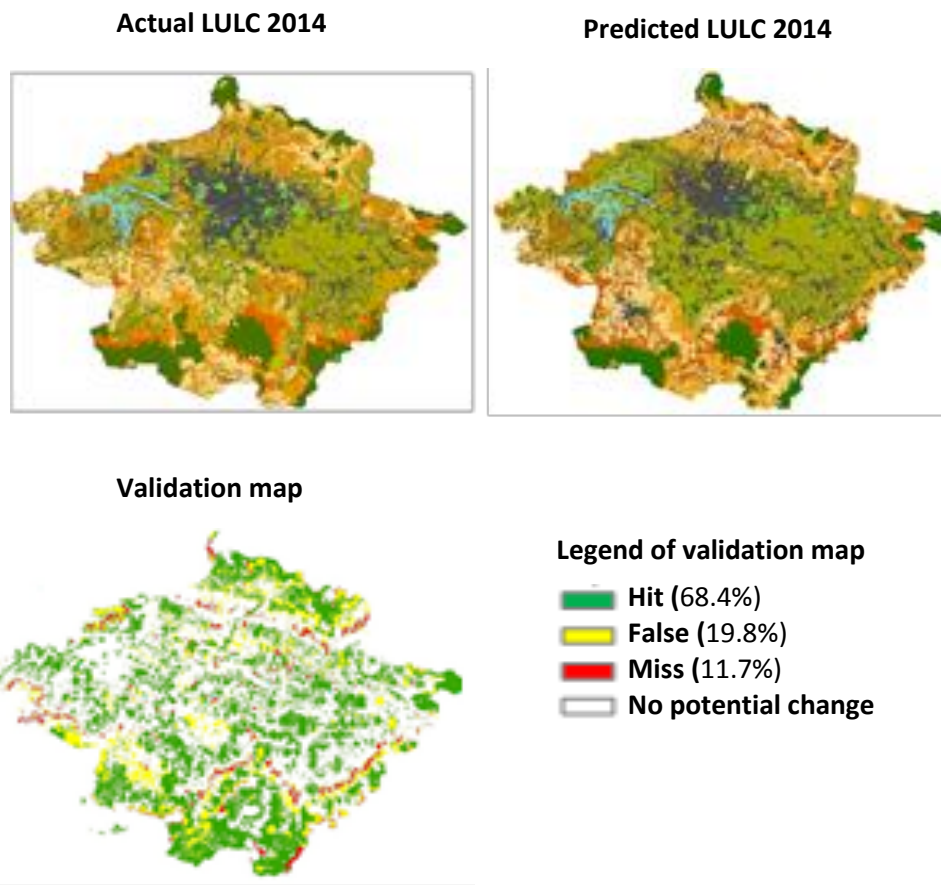 Actual LULC 2014
Predicted LULC 2014
Validation map
Legend of validation map
Hit (68.4%)
False (19.8%)
Miss (11.7%)
No potential change